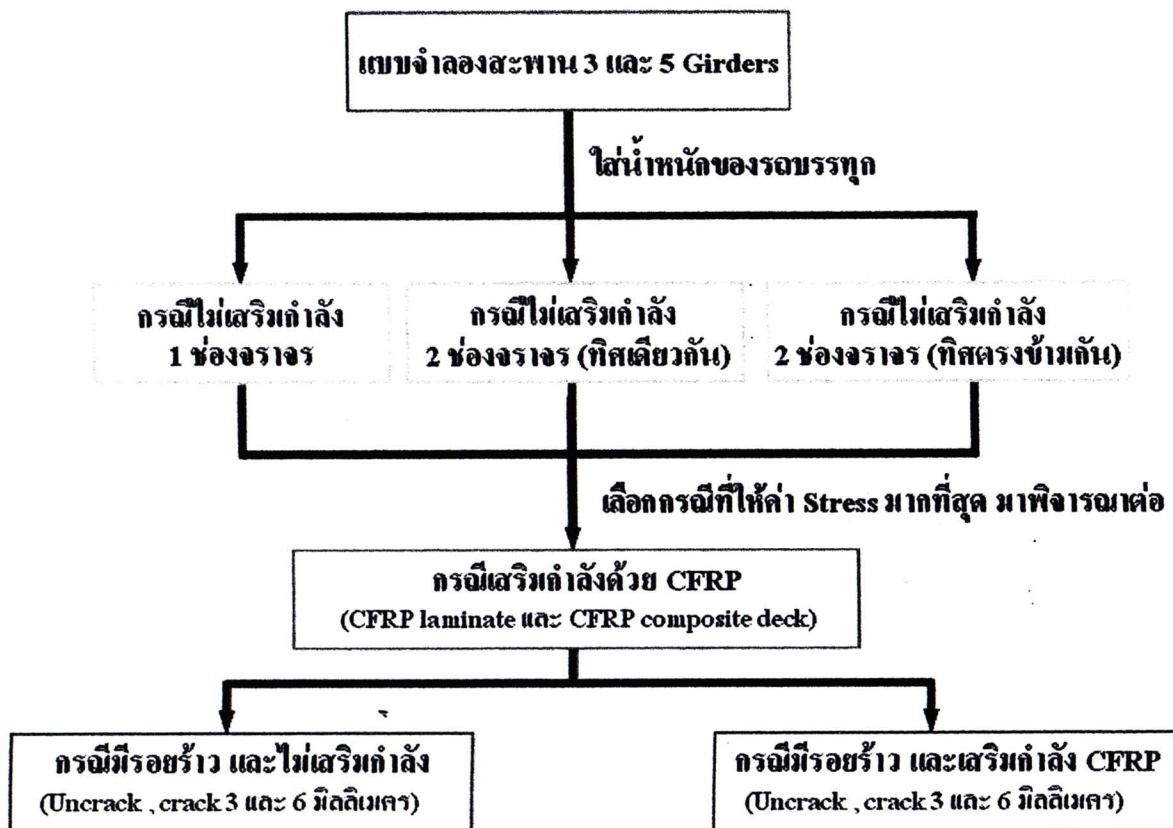 แบบจำลองสะพาน 3 และ 5 Girders
ใส่น้ำหนักของรถบรรทุก
กรณีไม่เสริมกำลัง
1 ช่องจราจร
กรณีไม่เสริมกำลัง
2 ช่องจราจร (ทิศเดียวกัน)
กรณีไม่เสริมกำลัง
2 ช่องจราจร (ทิศตรงข้ามกัน)
เลือกกรณีที่ให้ค่า Stress มากที่สุด มาพิจารณาต่อ
กรณีเสริมกำลังด้วย CFRP
(CFRP laminate และ CFRP composite deck)
กรณีมีรอยร้าว และไม่เสริมกำลัง
(Uncrack , crack 3 และ 6 มิลลิเมตร)
กรณีมีรอยร้าว และเสริมกำลัง CFRP
(Uncrack , crack 3 และ 6 มิลลิเมตร)